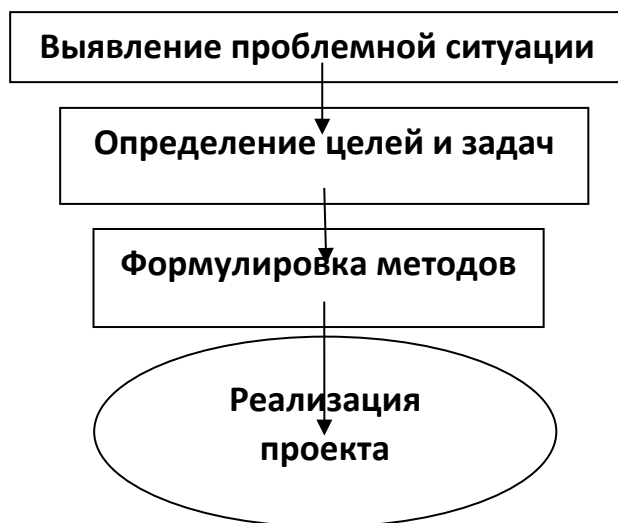 Выявление проблемной ситуации
Определение целей и задач
Формулировка методов
Реализация
проекта